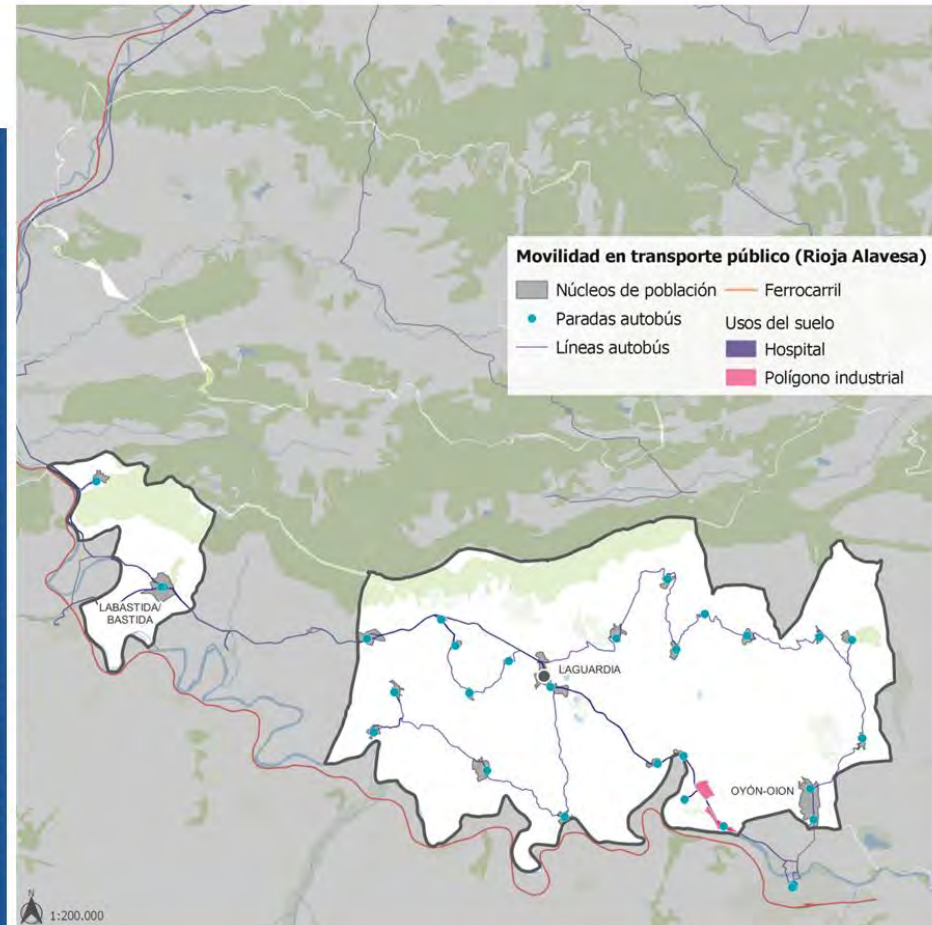 Movilidad en transporte público (Rioja Alavesa)
Núcleos de población
Ferrocarril
Paradas autobús
Usos del suelo
Líneas autobús
Hospital
Polígono industrial
LABASTIDA/
BASTIDA
LAGUARDIA
OYÓN-OION
N
1:200.000